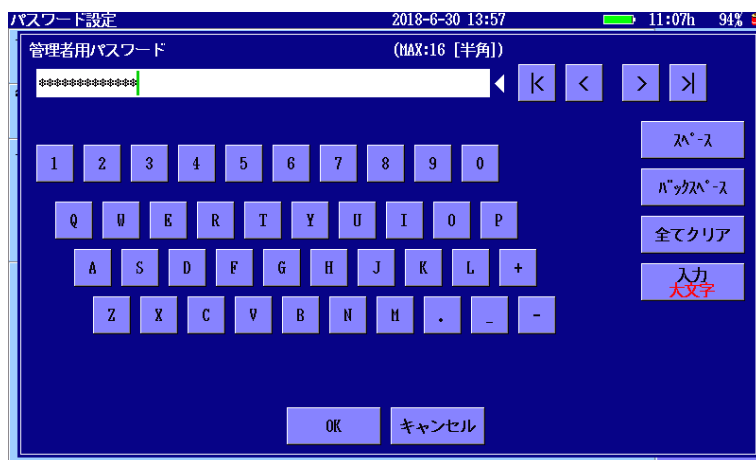 パスワード設定 2018-6-30 13:57 11:07h 94%
管理者用パスワード (MAX:16 [半角])
*************
|< < > >|
スペース
1 2 3 4 5 6 7 8 9 0
バックスペース
Q W E R T Y U I O P
全てクリア
A S D F G H J K L +
入力
大文字
Z X C V B N M . _ -
OK キャンセル